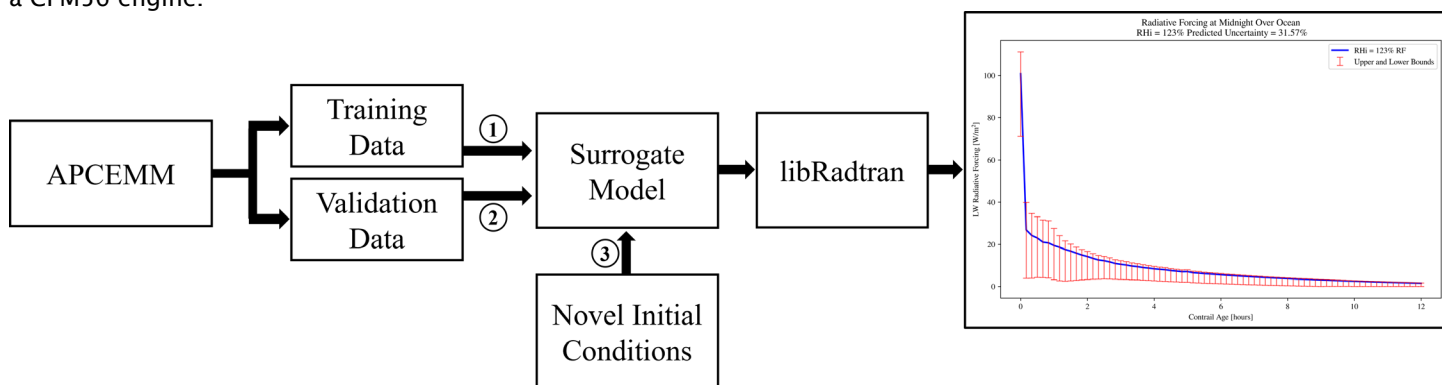 a CFM56 engine.
APCEMM
Training
Data
Validation
Data
1
2
3
Surrogate
Model
Novel Initial
Conditions
libRadtran
Radiative Forcing at Midnight Over Ocean
RHi = 123% Predicted Uncertainty = 31.57%
RHi = 123% RF
Upper and Lower Bounds
LW Radiative Forcing [W/m²]
100
80
60
40
20
0
0 2 4 6 8 10 12
Contrail Age [hours]